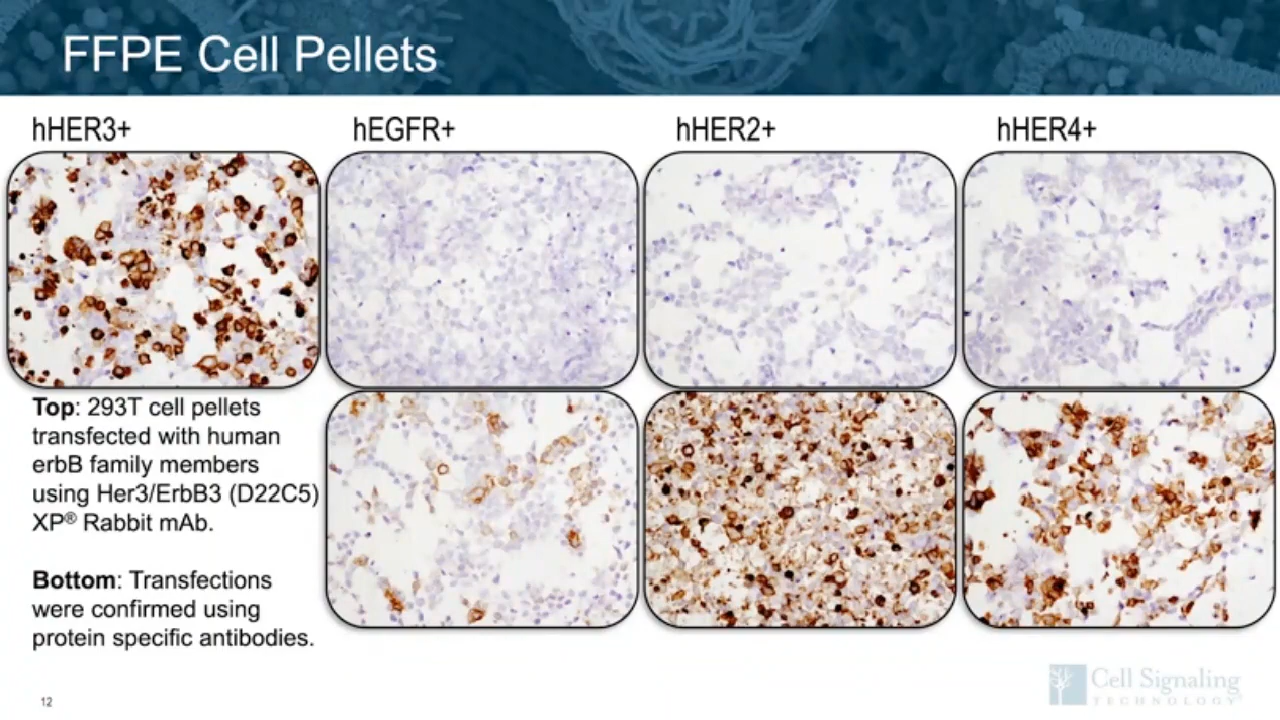 FFPE Cell Pellets
hHER3+
hEGFR+
hHER2+
hHER4+
Top: 293T cell pellets
transfected with human
erbB family members
using Her3/ErbB3 (D22C5)
XP® Rabbit mAb.
Bottom: Transfections
were confirmed using
protein specific antibodies.
12
Cell Signaling
TECHNOLOGY